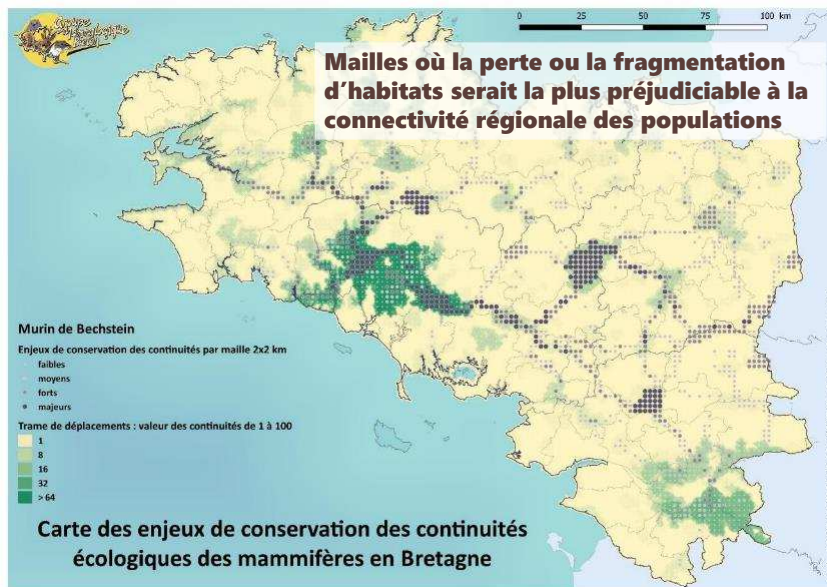 Groupe
Mammalogique
Breton
0 25 50 75 100 km
Mailles où la perte ou la fragmentation
d'habitats serait la plus préjudiciable à la
connectivité régionale des populations
Murin de Bechstein
Enjeux de conservation des continuités par maille 2x2 km
faibles
moyens
forts
majeurs
Trame de déplacements : valeur des continuités de 1 à 100
1
8
16
32
> 64
Carte des enjeux de conservation des continuités
écologiques des mammifères en Bretagne